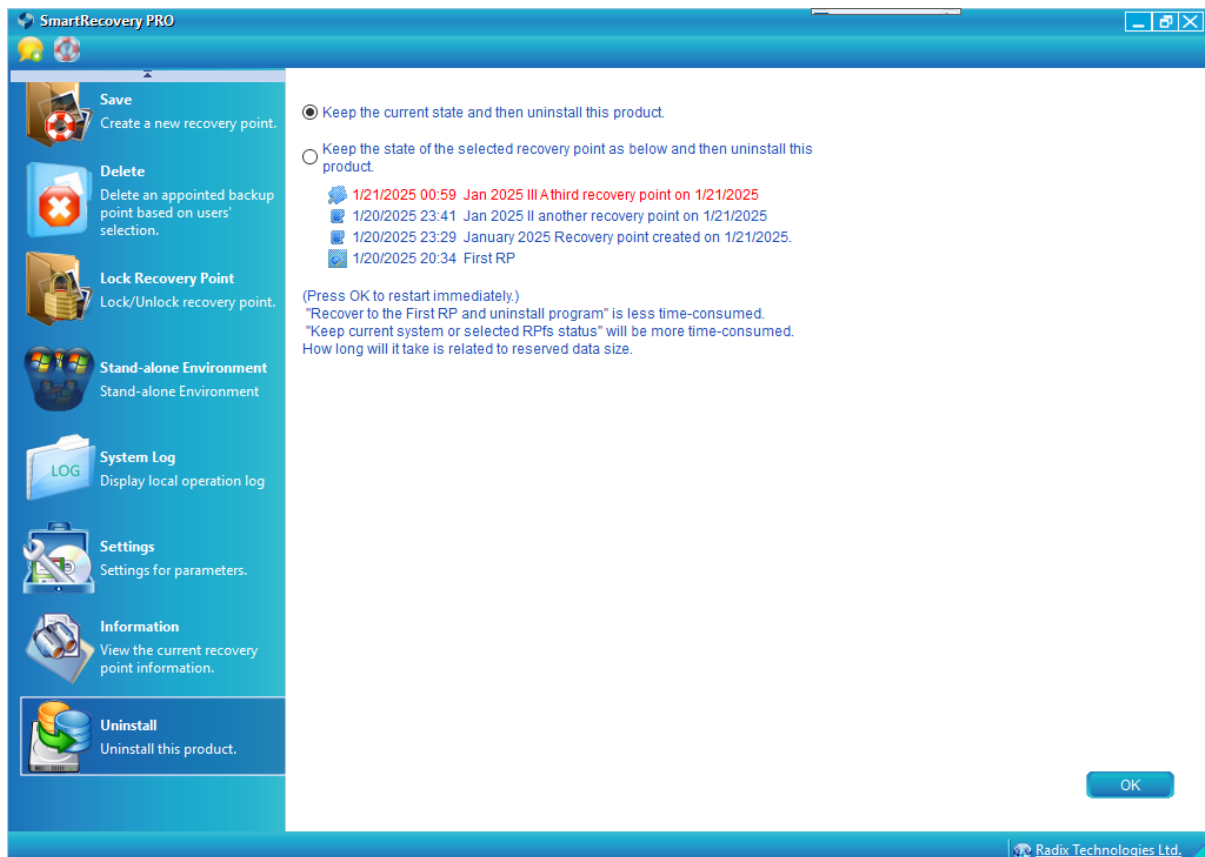 SmartRecovery PRO
Save
Create a new recovery point.
Delete
Delete an appointed backup
point based on users'
selection.
Lock Recovery Point
Lock/Unlock recovery point.
Stand-alone Environment
Stand-alone Environment
LOG
System Log
Display local operation log
Settings
Settings for parameters.
Information
View the current recovery
point information.
Uninstall
Uninstall this product.
Keep the current state and then uninstall this product.
Keep the state of the selected recovery point as below and then uninstall this
product.
1/21/2025 00:59 Jan 2025 III A third recovery point on 1/21/2025
1/20/2025 23:41 Jan 2025 II another recovery point on 1/21/2025
1/20/2025 23:29 January 2025 Recovery point created on 1/21/2025.
1/20/2025 20:34 First RP
(Press OK to restart immediately.)
"Recover to the First RP and uninstall program" is less time-consumed.
"Keep current system or selected RPfs status" will be more time-consumed.
How long will it take is related to reserved data size.
OK
Radix Technologies Ltd.